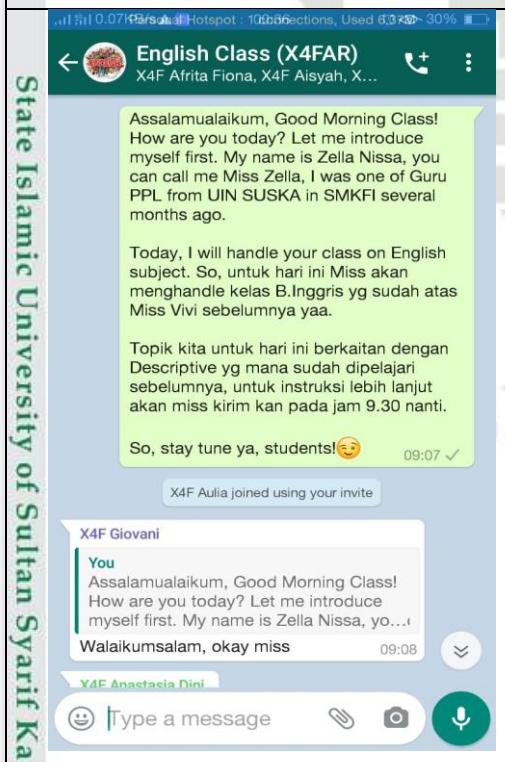 English Class (X4FAR)
X4F Afrita Fiona, X4F Aisyah, X...
Assalamualaikum, Good Morning Class!
How are you today? Let me introduce
myself first. My name is Zella Nissa, you
can call me Miss Zella, I was one of Guru
PPL from UIN SUSKA in SMKFI several
months ago.
Today, I will handle your class on English
subject. So, untuk hari ini Miss akan
menghandle kelas B.Inggris yg sudah atas
Miss Vivi sebelumnya yaa.
Topik kita untuk hari ini berkaitan dengan
Descriptive yg mana sudah dipelajari
sebelumnya, untuk instruksi lebih lanjut
akan miss kirim kan pada jam 9.30 nanti.
So, stay tune ya, students!😉
09:07
X4F Aulia joined using your invite
X4F Giovani
You
Assalamualaikum, Good Morning Class!
How are you today? Let me introduce
myself first. My name is Zella Nissa, yo...
Walaikumsalam, okay miss
09:08
X4F Anastasia Dini
Type a message
State Islamic University of Sultan Syarif Ka